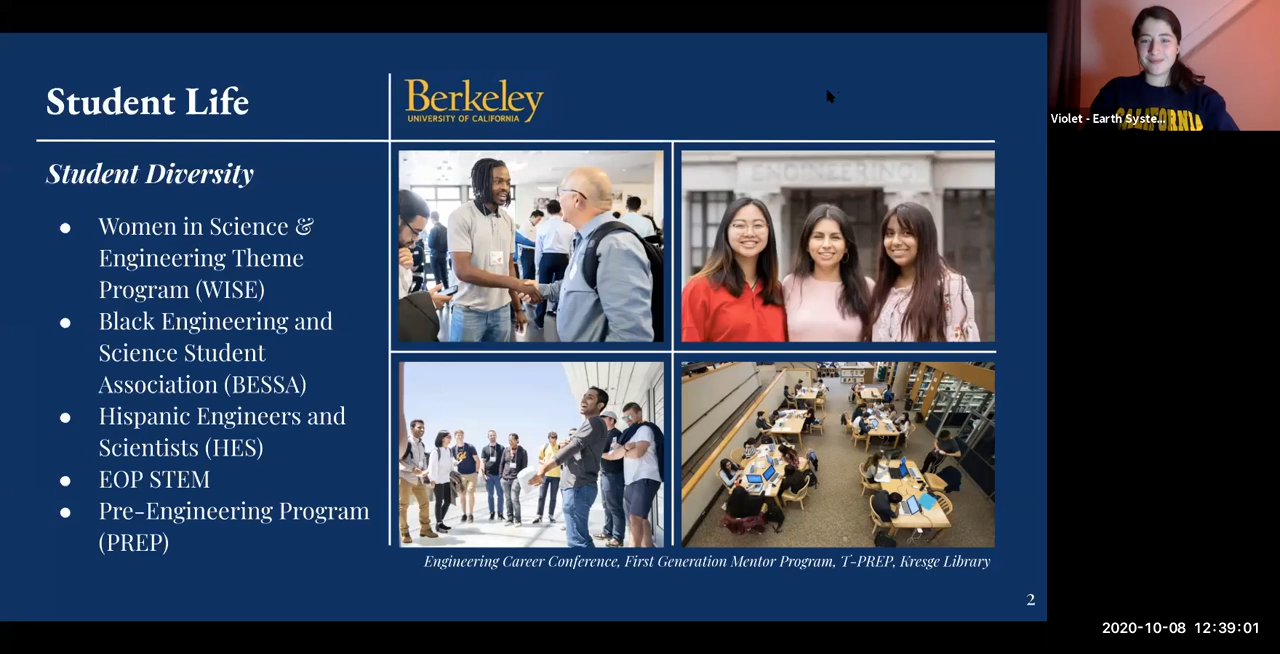 Student Life
Berkeley
UNIVERSITY OF CALIFORNIA
Violet - Earth Syste...
CALIFORNIA
Student Diversity
● Women in Science &
Engineering Theme
Program (WISE)
● Black Engineering and
Science Student
Association (BESSA)
● Hispanic Engineers and
Scientists (HES)
● EOP STEM
● Pre-Engineering Program
(PREP)
ENGINEERING
Engineering Career Conference, First Generation Mentor Program, T-PREP, Kresge Library
2
2020-10-08 12:39:01